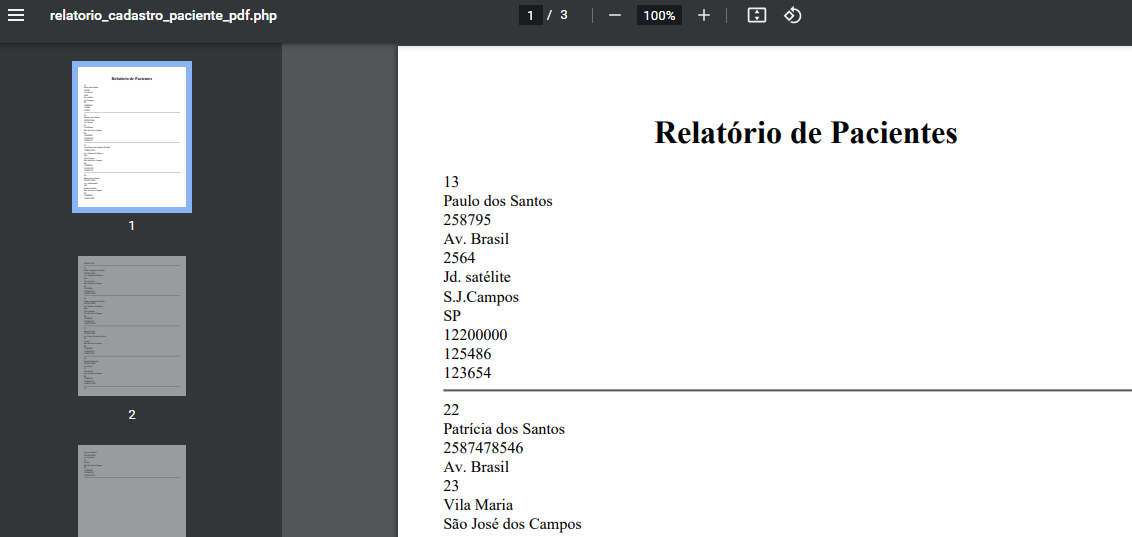 relatorio_cadastro_paciente_pdf.php
1 / 3
100%
1
2
Relatório de Pacientes
13
Paulo dos Santos
258795
Av. Brasil
2564
Jd. satélite
S.J.Campos
SP
12200000
125486
123654
22
Patrícia dos Santos
2587478546
Av. Brasil
23
Vila Maria
São José dos Campos